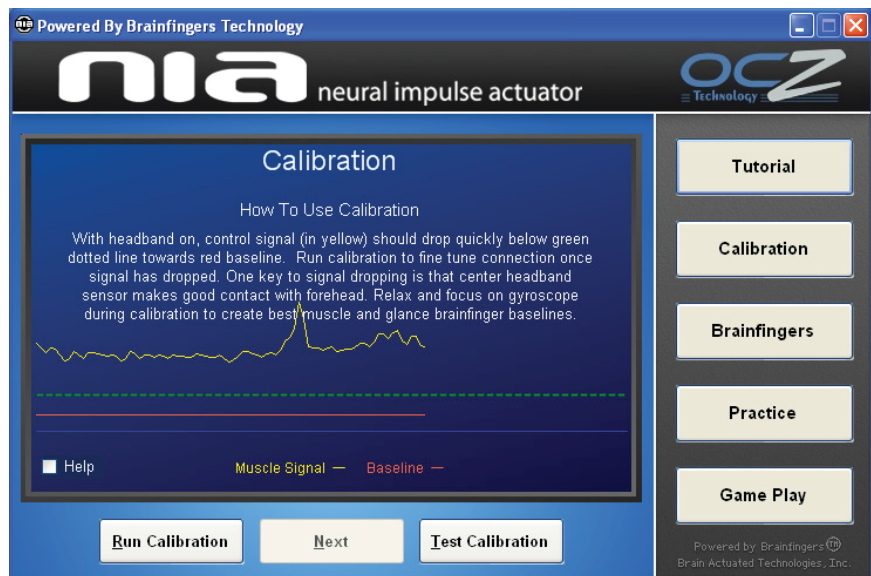 Powered By Brainfingers Technology
nia neural impulse actuator
OCZ
Technology
Calibration
How To Use Calibration
With headband on, control signal (in yellow) should drop quickly below green
dotted line towards red baseline. Run calibration to fine tune connection once
signal has dropped. One key to signal dropping is that center headband
sensor makes good contact with forehead. Relax and focus on gyroscope
during calibration to create best muscle and glance brainfinger baselines.
Help
Muscle Signal — Baseline —
Run Calibration
Next
Test Calibration
Tutorial
Calibration
Brainfingers
Practice
Game Play
Powered by Brainfingers TM
Brain Actuated Technologies, Inc.